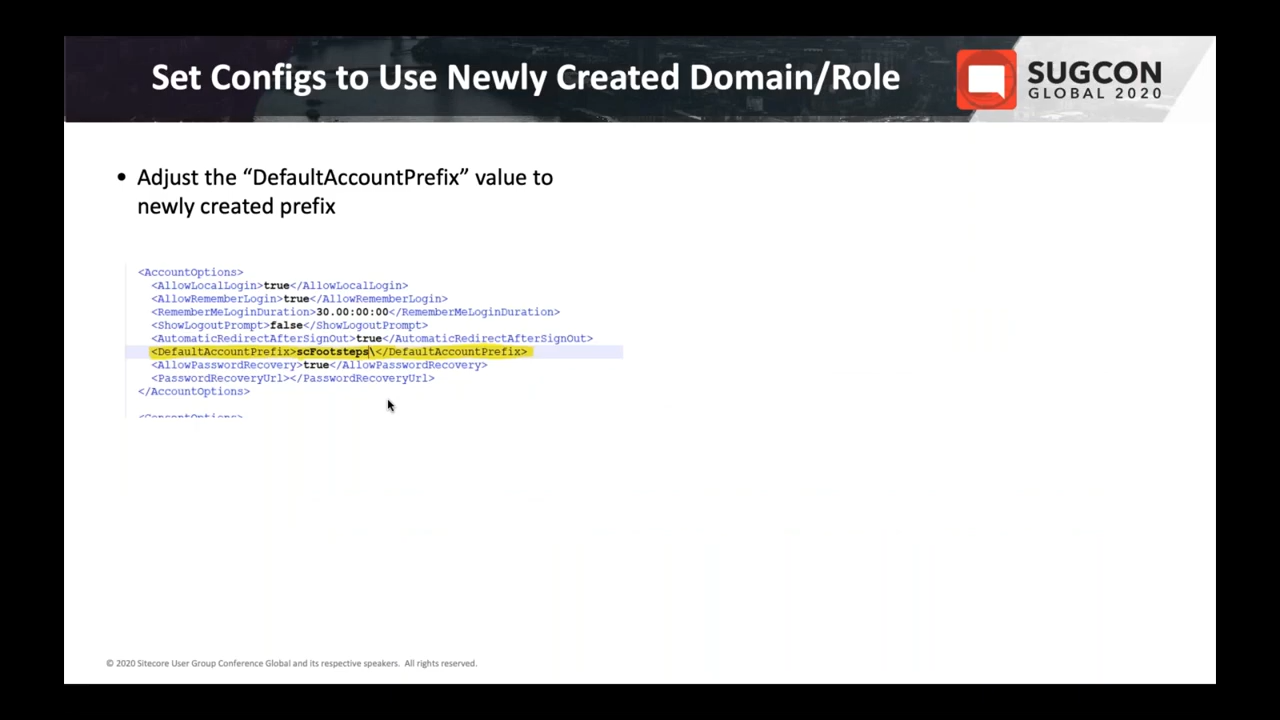 Set Configs to Use Newly Created Domain/Role
SUGCON
GLOBAL 2020
• Adjust the “DefaultAccountPrefix” value to
newly created prefix
<AccountOptions>
<AllowLocalLogin>true</AllowLocalLogin>
<AllowRememberLogin>true</AllowRememberLogin>
<RememberMeLoginDuration>30.00:00:00</RememberMeLoginDuration>
<ShowLogoutPrompt>false</ShowLogoutPrompt>
<AutomaticRedirectAfterSignOut>true</AutomaticRedirectAfterSignOut>
<DefaultAccountPrefix>scFootsteps\</DefaultAccountPrefix>
<AllowPasswordRecovery>true</AllowPasswordRecovery>
<PasswordRecoveryUrl></PasswordRecoveryUrl>
</AccountOptions>
<ConsentOptions>
© 2020 Sitecore User Group Conference Global and its respective speakers. All rights reserved.